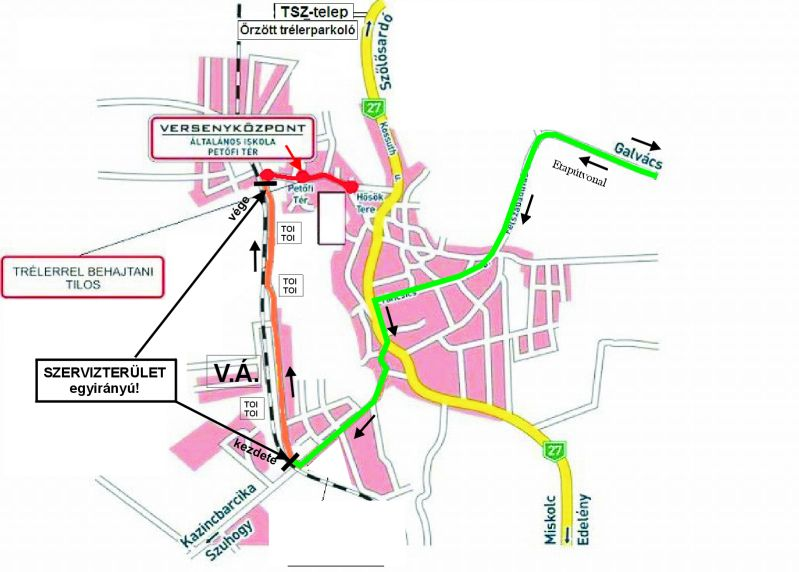 TSZ-telep
Őrzött trélerparkoló
Szőlősardó
27
Kossuth u.
VERSENYKÖZPONT
ÁLTALÁNOS ISKOLA
PETŐFI TÉR
Galvács
Etapútvonal
Petőfi
Tér
Hősök
Tere
vége
TOI
TOI
TRÉLERREL BEHAJTANI
TILOS
TOI
TOI
SZERVIZTERÜLET
egyirányú!
V.Á.
TOI
TOI
kezdete
27
Kazincbarcika
Szuhogy
Miskolc
Edelény